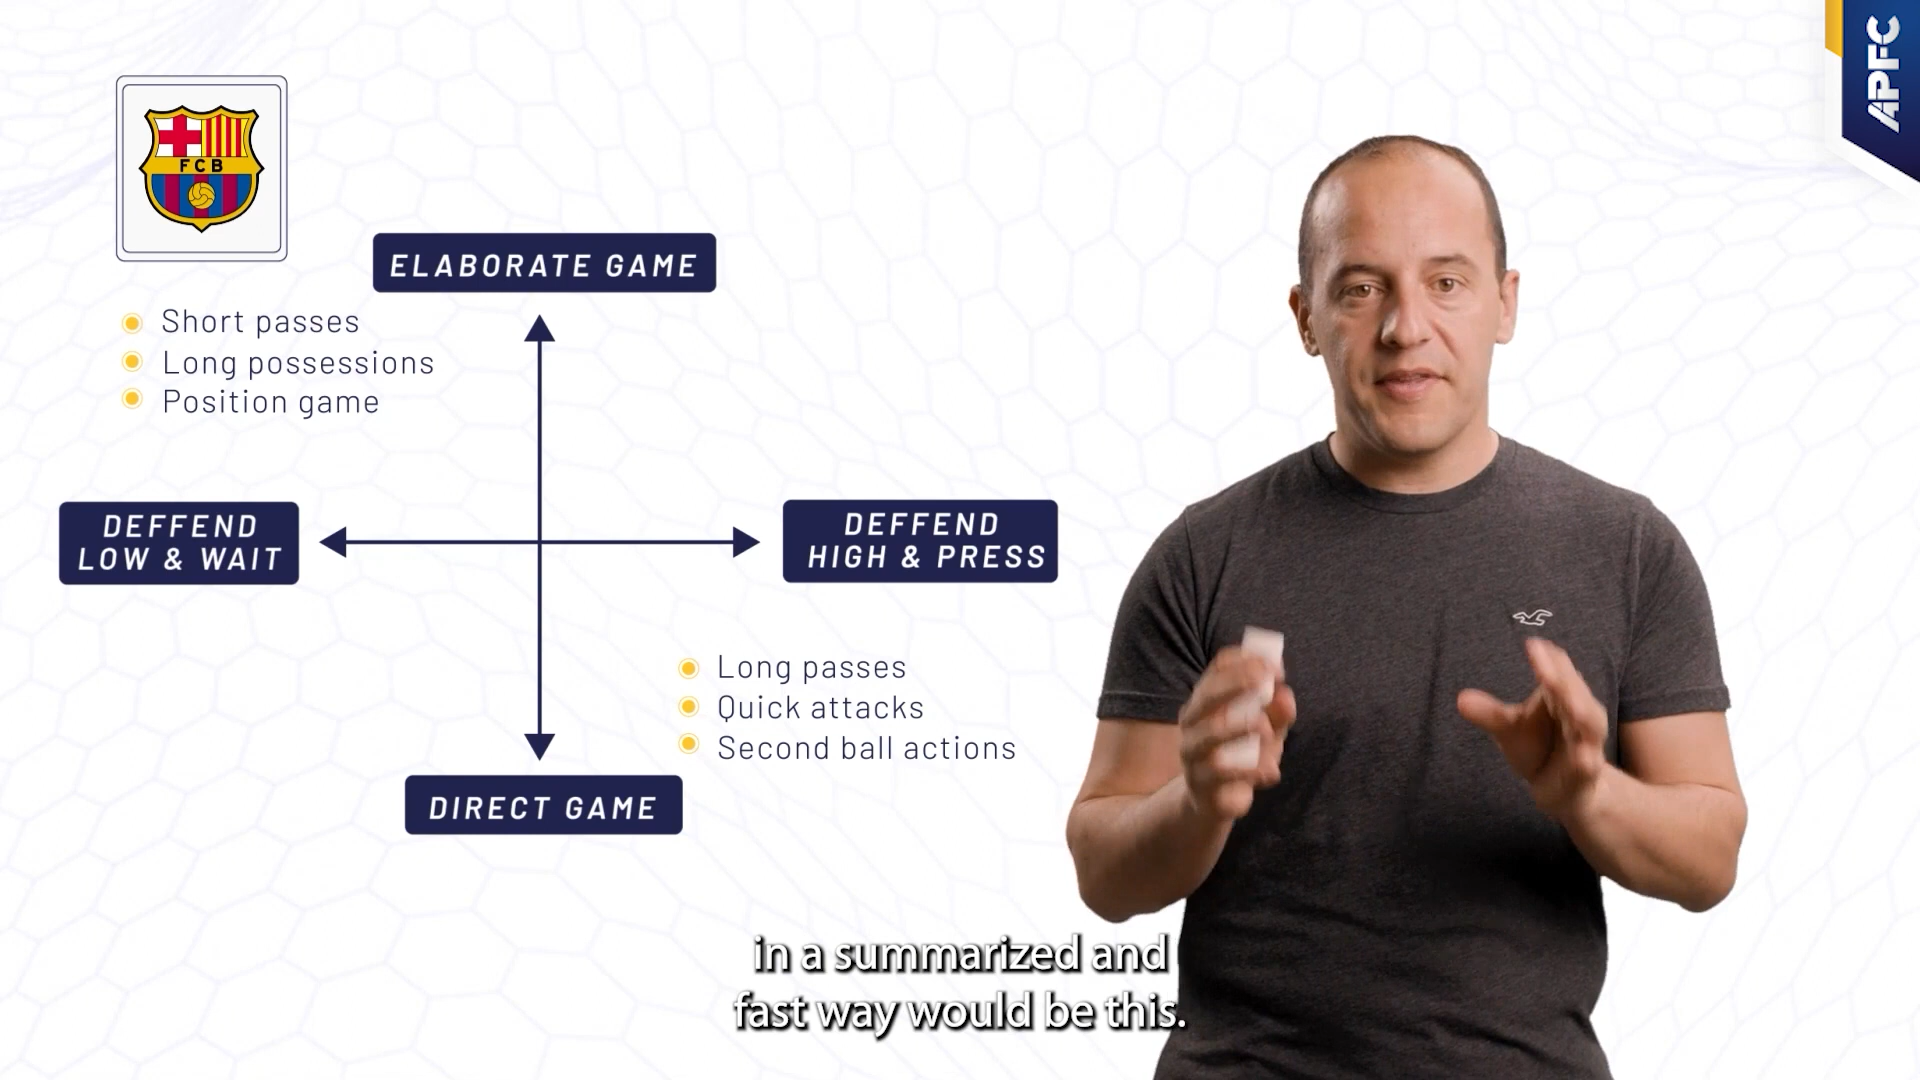 APFC
FCB
ELABORATE GAME
Short passes
Long possessions
Position game
DEFFEND
LOW & WAIT
DEFFEND
HIGH & PRESS
Long passes
Quick attacks
Second ball actions
DIRECT GAME
in a summarized and
fast way would be this.